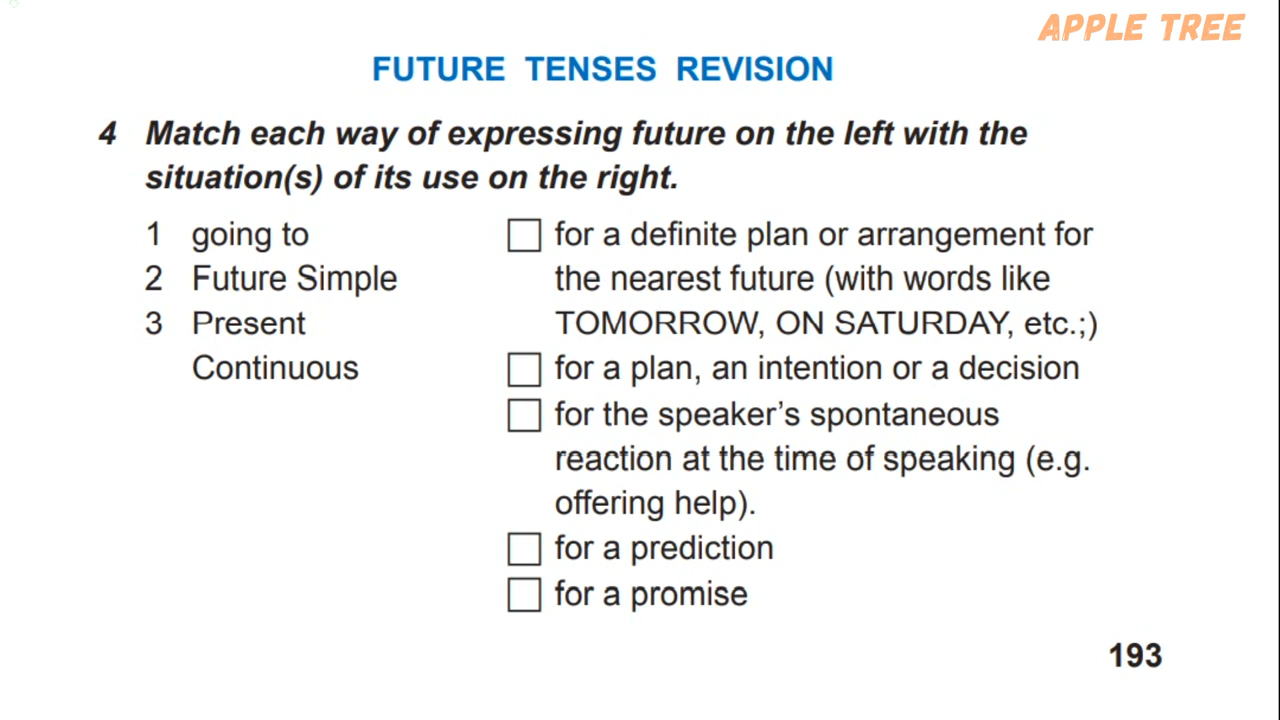 APPLE TREE
FUTURE TENSES REVISION
4 Match each way of expressing future on the left with the
situation(s) of its use on the right.
1 going to
2 Future Simple
3 Present
Continuous
for a definite plan or arrangement for
the nearest future (with words like
TOMORROW, ON SATURDAY, etc.;)
for a plan, an intention or a decision
for the speaker’s spontaneous
reaction at the time of speaking (e.g.
offering help).
for a prediction
for a promise
193